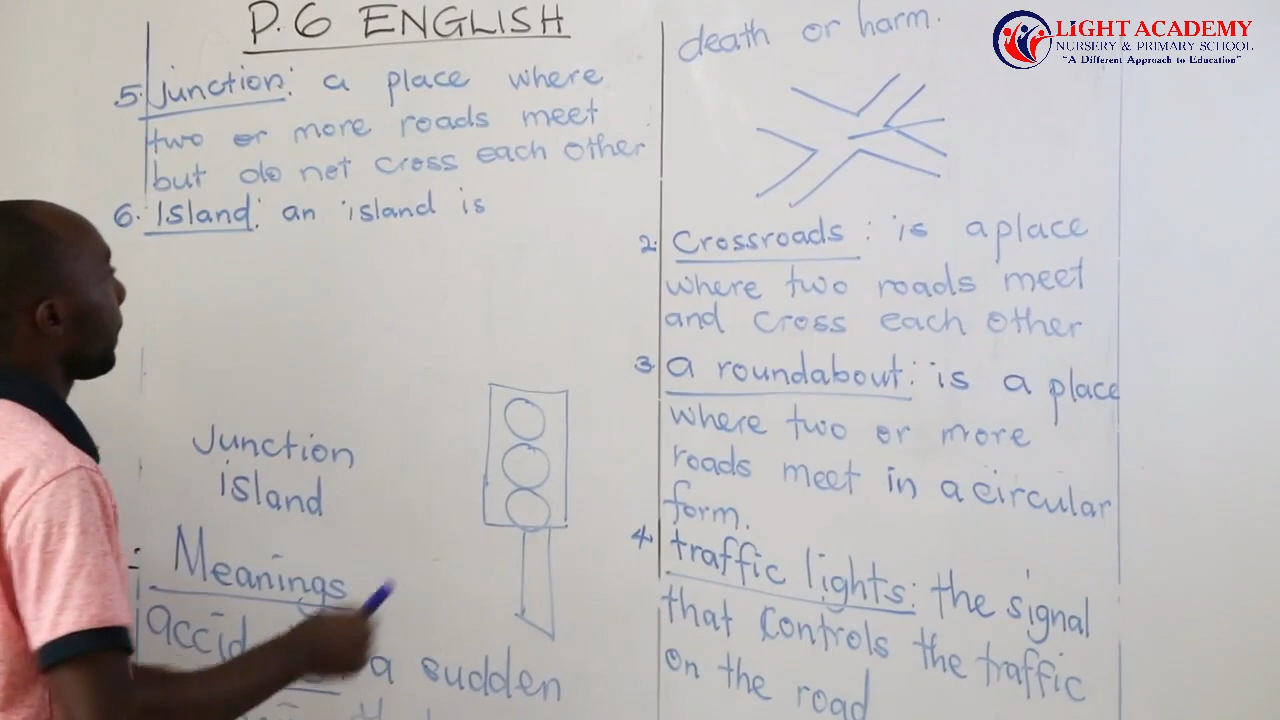 P.6 ENGLISH
5. Junction: a place where
two or more roads meet
but do not cross each other
6. Island: an island is
Junction
island
Meanings
a sudden
death or harm.
2. Crossroads: is a place
where two roads meet
and cross each other
3. a roundabout: is a place
where two or more
roads meet in a circular
form.
4. traffic lights: the signal
that controls the traffic
on the road
LIGHT ACADEMY
NURSERY & PRIMARY SCHOOL
"A Different Approach to Education"